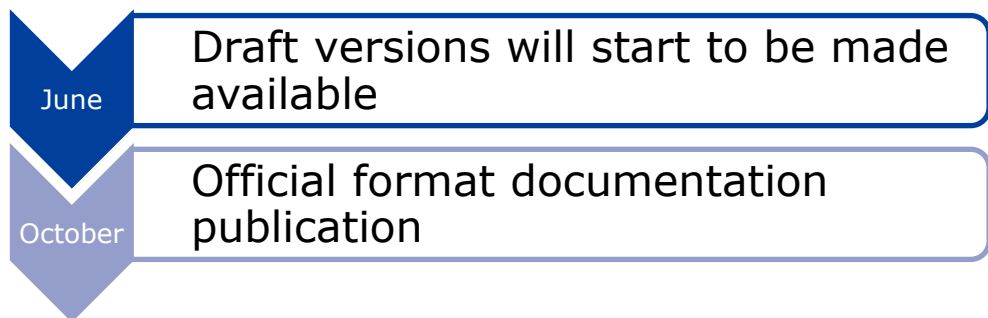 June
Draft versions will start to be made
available
October
Official format documentation
publication